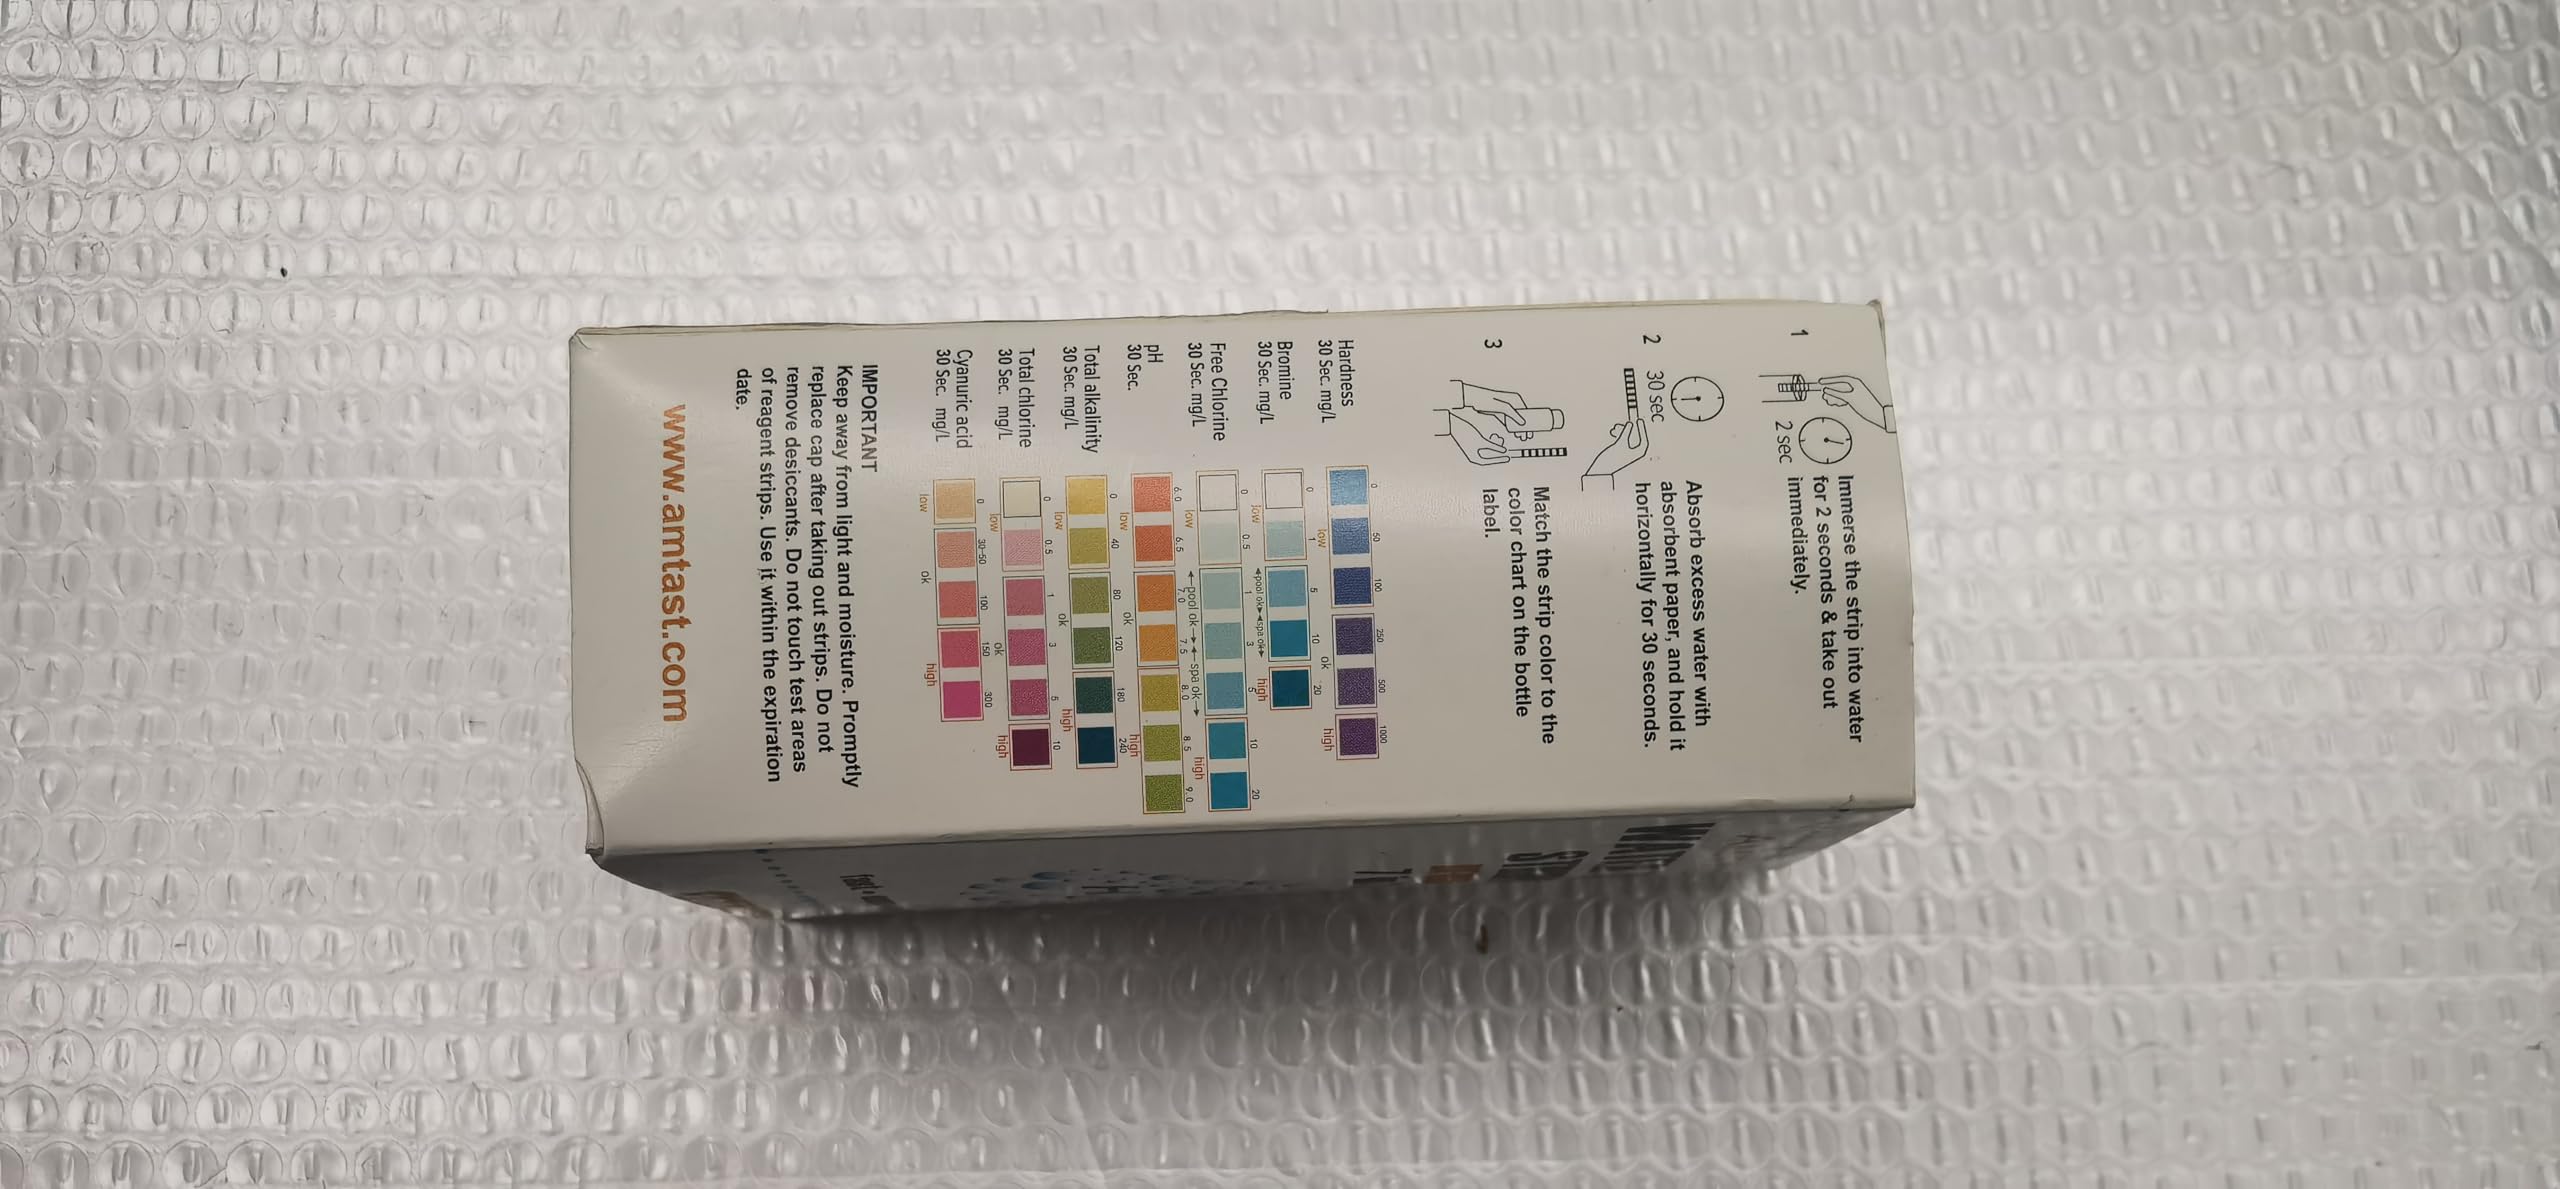 1
2 sec
Immerse the strip into water
for 2 seconds & take out
immediately.
2
30 sec
Absorb excess water with
absorbent paper, and hold it
horizontally for 30 seconds.
3
Match the strip color to the
color chart on the bottle
label.
Hardness
30 Sec. mg/L
0 50 100 250 500 1000
low ok high
Bromine
30 Sec. mg/L
0 1 5 10 20
low pool ok spa ok high
Free Chlorine
30 Sec. mg/L
0 0.5 1 3 5 10 20
low pool ok spa ok high
pH
30 Sec.
6.0 6.5 7.0 7.5 8.0 8.5 9.0
low ok high
Total alkalinity
30 Sec. mg/L
0 40 80 120 180 240
low ok high
Total chlorine
30 Sec. mg/L
0 0.5 1 3 5 10
low ok high
Cyanuric acid
30 Sec. mg/L
0 30-50 100 150 300
low ok high
IMPORTANT
Keep away from light and moisture. Promptly
replace cap after taking out strips. Do not
remove desiccants. Do not touch test areas
of reagent strips. Use it within the expiration
date.
www.amtast.com